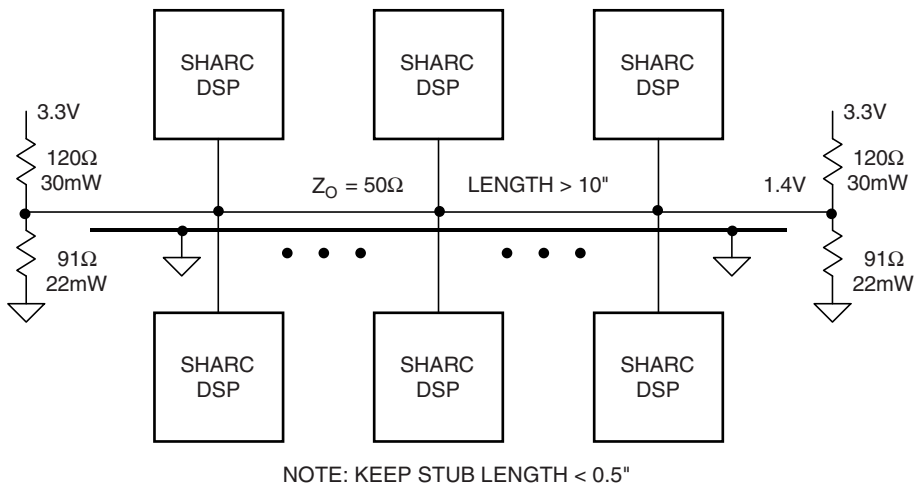 SHARC
DSP
SHARC
DSP
SHARC
DSP
3.3V
120Ω
30mW
3.3V
120Ω
30mW
Z_O = 50Ω
LENGTH > 10"
1.4V
91Ω
22mW
91Ω
22mW
SHARC
DSP
SHARC
DSP
SHARC
DSP
NOTE: KEEP STUB LENGTH < 0.5"